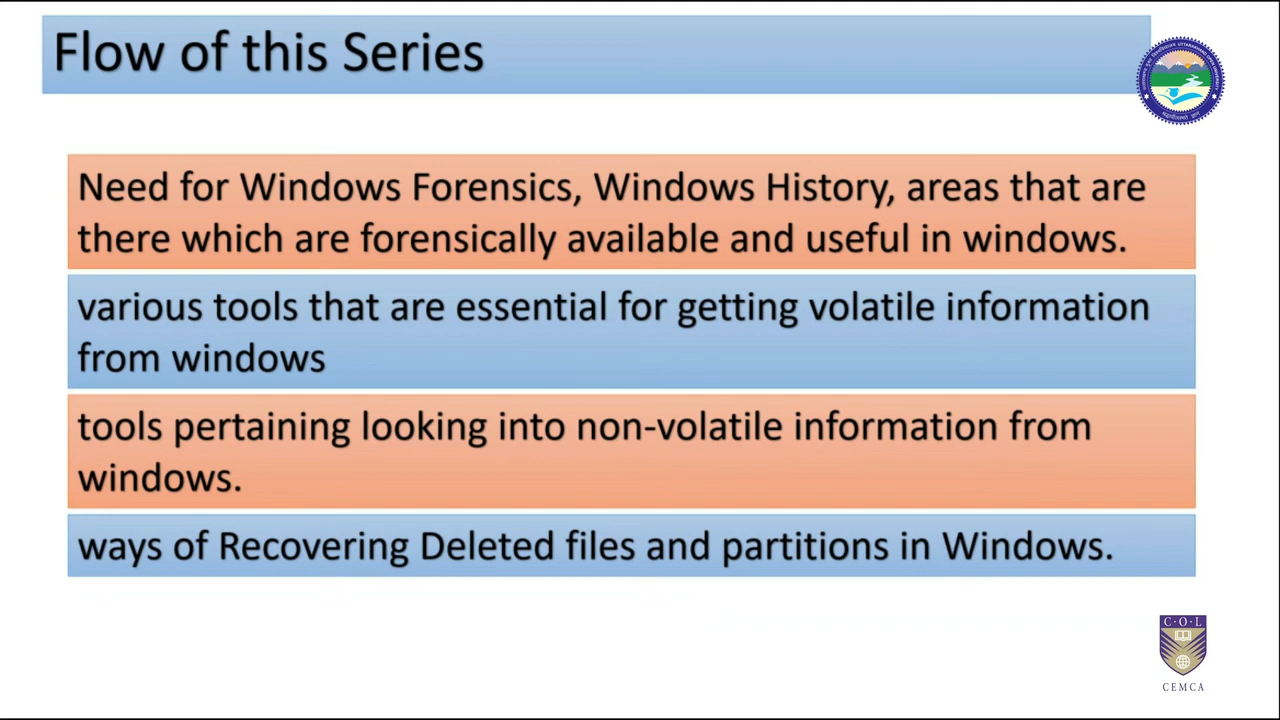 Flow of this Series
Need for Windows Forensics, Windows History, areas that are
there which are forensically available and useful in windows.
various tools that are essential for getting volatile information
from windows
tools pertaining looking into non-volatile information from
windows.
ways of Recovering Deleted files and partitions in Windows.
C·O·L
CEMCA